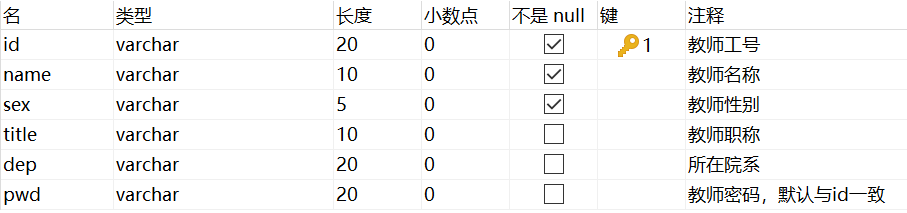 名 类型 长度 小数点 不是 null 键 注释
id varchar 20 0 1 教师工号
name varchar 10 0 教师名称
sex varchar 5 0 教师性别
title varchar 10 0 教师职称
dep varchar 20 0 所在院系
pwd varchar 20 0 教师密码，默认与id一致